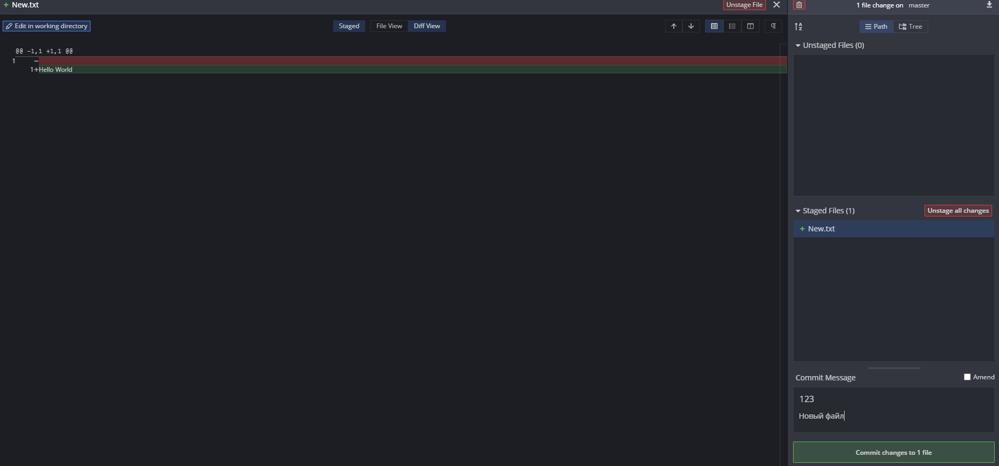 + New.txt
Unstage File
1 file change on master
Edit in working directory
Staged
File View
Diff View
Path
Tree
Unstaged Files (0)
@@ -1,1 +1,1 @@
1 -
1 +Hello World
Staged Files (1)
Unstage all changes
+ New.txt
Commit Message
Amend
123
Новый файл
Commit changes to 1 file